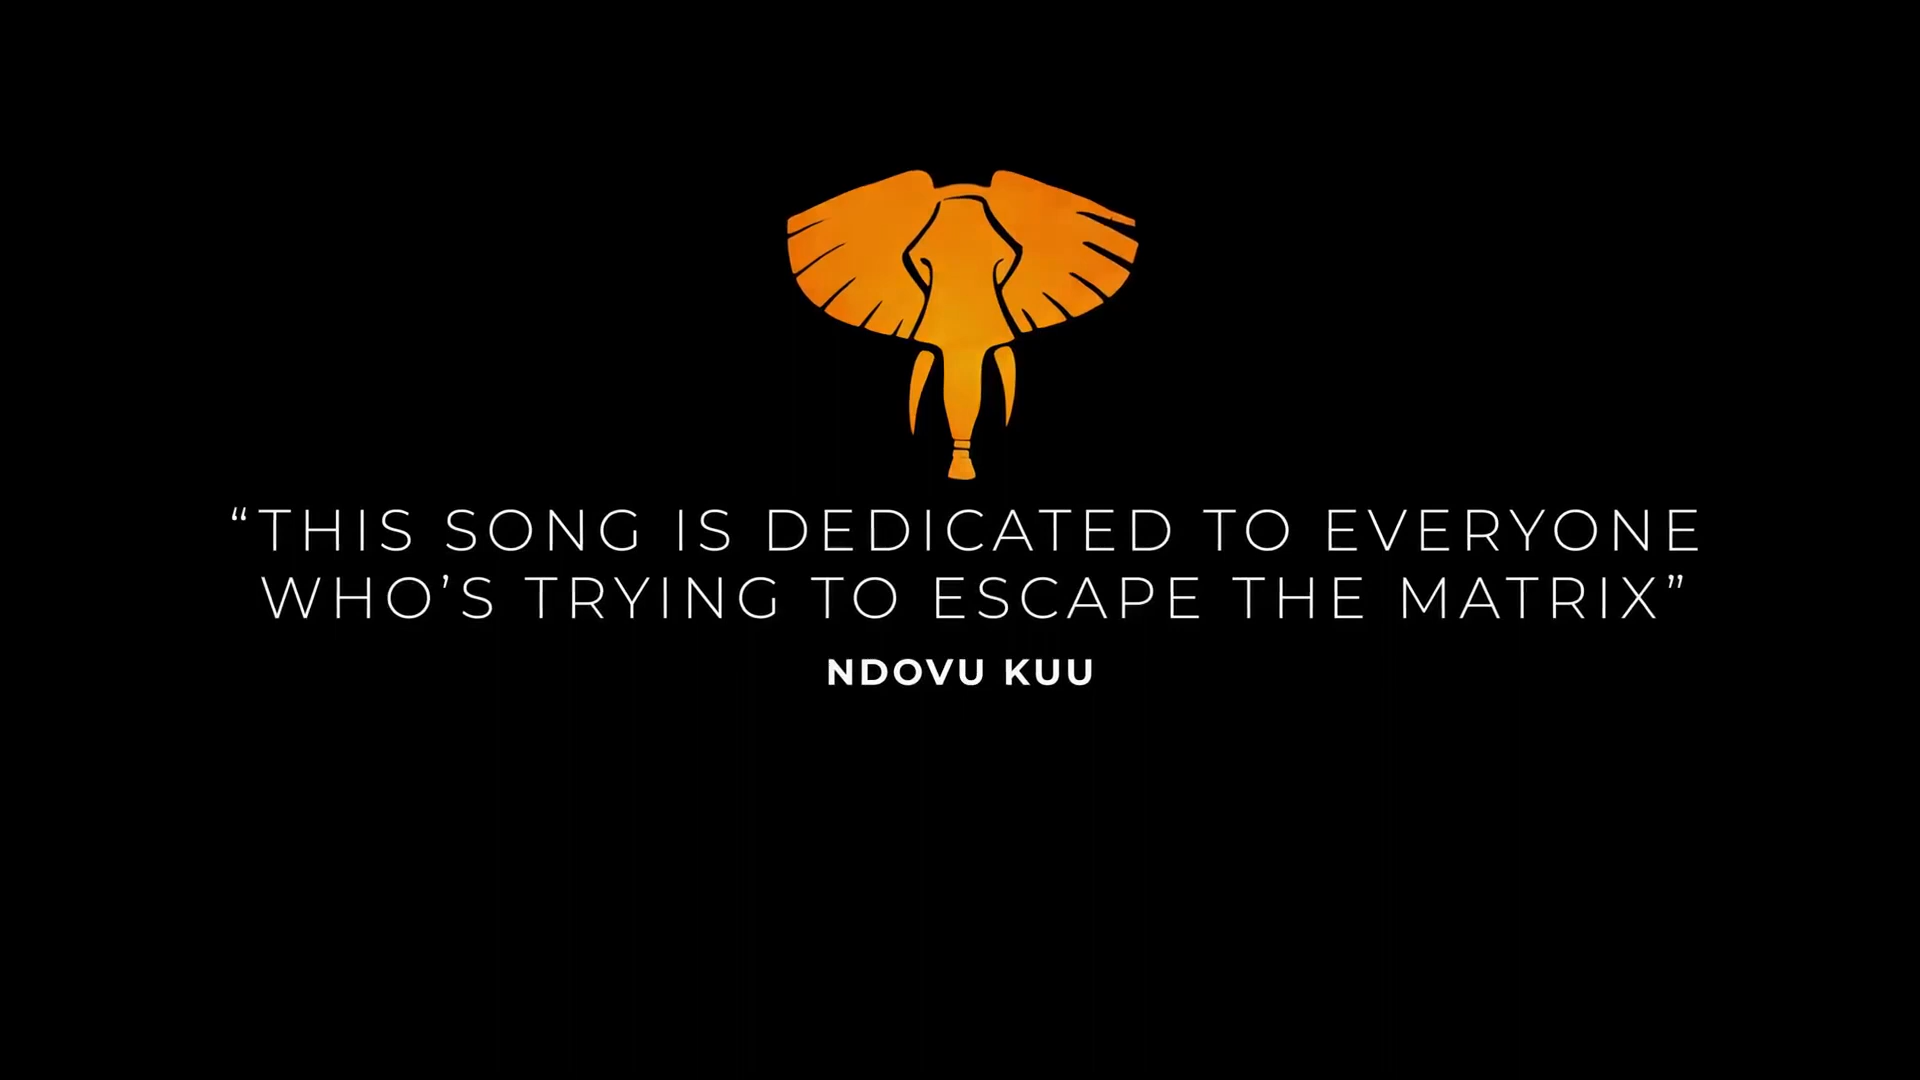 “THIS SONG IS DEDICATED TO EVERYONE
WHO’S TRYING TO ESCAPE THE MATRIX”
NDOVU KUU